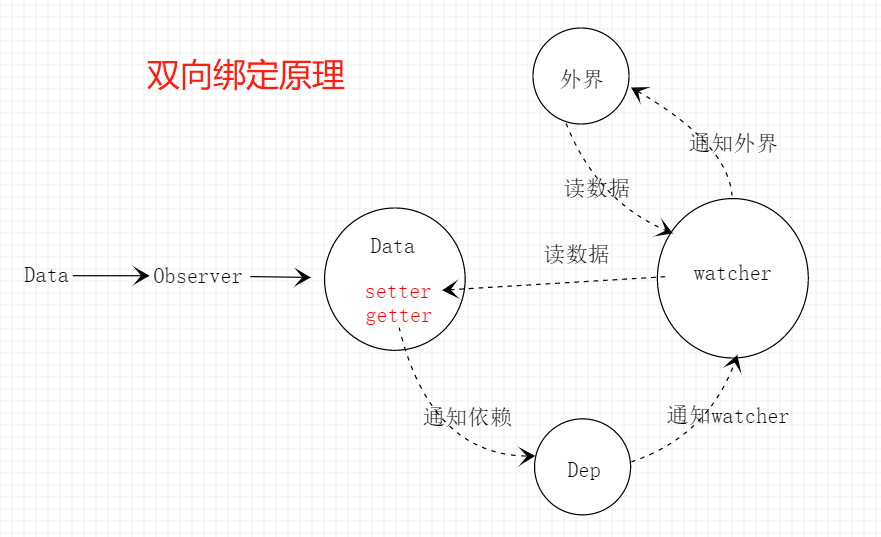 双向绑定原理
外界
通知外界
读数据
Data
读数据
watcher
Data
Observer
setter
getter
通知依赖
通知watcher
Dep